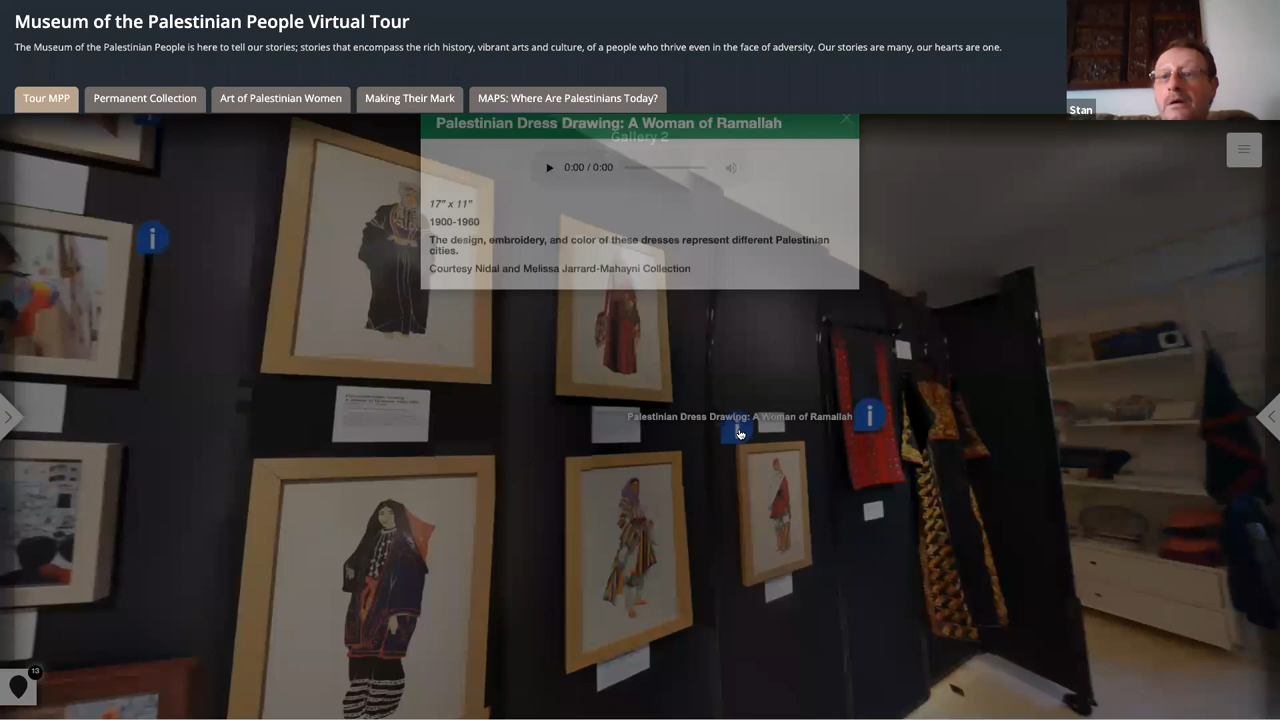 Museum of the Palestinian People Virtual Tour
The Museum of the Palestinian People is here to tell our stories; stories that encompass the rich history, vibrant arts and culture, of a people who thrive even in the face of adversity. Our stories are many, our hearts are one.
Tour MPP
Permanent Collection
Art of Palestinian Women
Making Their Mark
MAPS: Where Are Palestinians Today?
Stan
Palestinian Dress Drawing: A Woman of Ramallah
Gallery 2
0:00 / 0:00
17" x 11"
1900-1960
The design, embroidery, and color of these dresses represent different Palestinian
cities.
Courtesy Nidal and Melissa Jarrard-Mahayni Collection
Palestinian Dress Drawing: A Woman of Ramallah
13